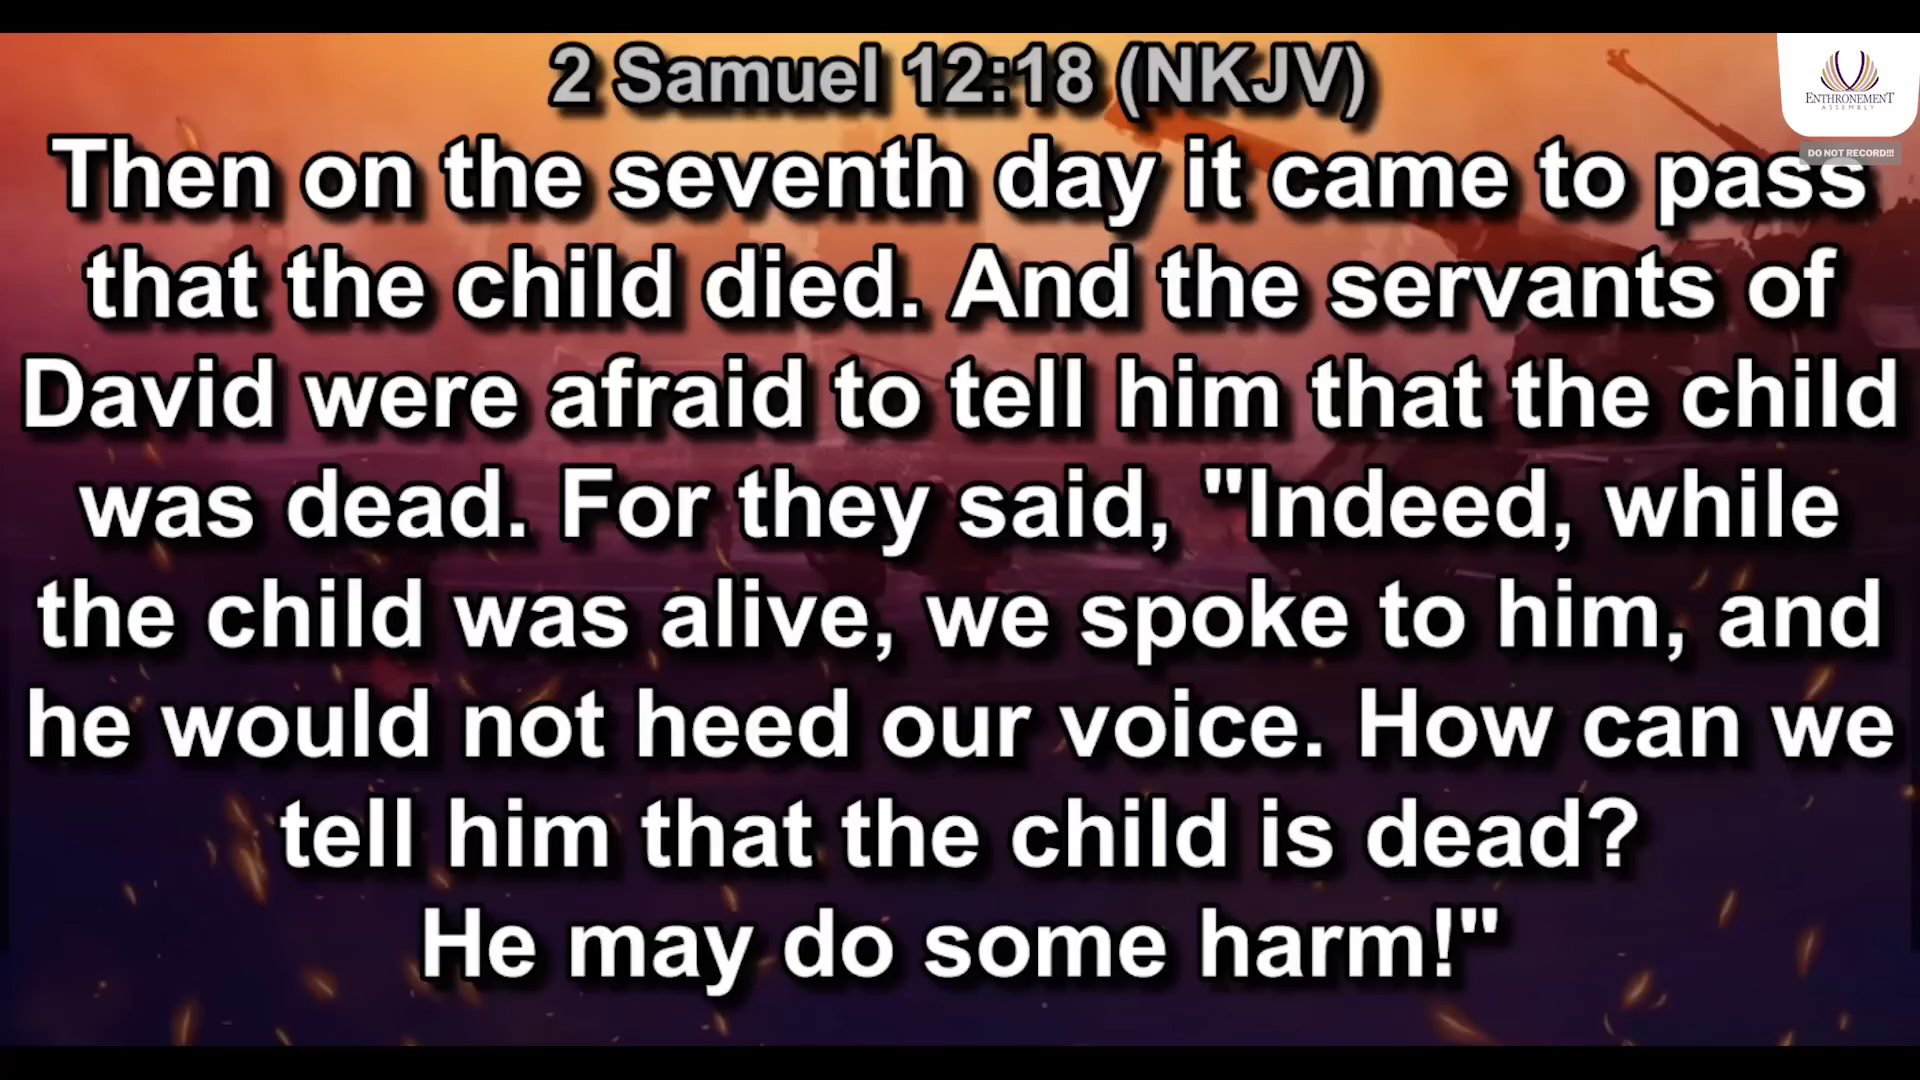 2 Samuel 12:18 (NKJV)
ENTHRONEMENT
ASSEMBLY
DO NOT RECORD!!!
Then on the seventh day it came to pass
that the child died. And the servants of
David were afraid to tell him that the child
was dead. For they said, "Indeed, while
the child was alive, we spoke to him, and
he would not heed our voice. How can we
tell him that the child is dead?
He may do some harm!"